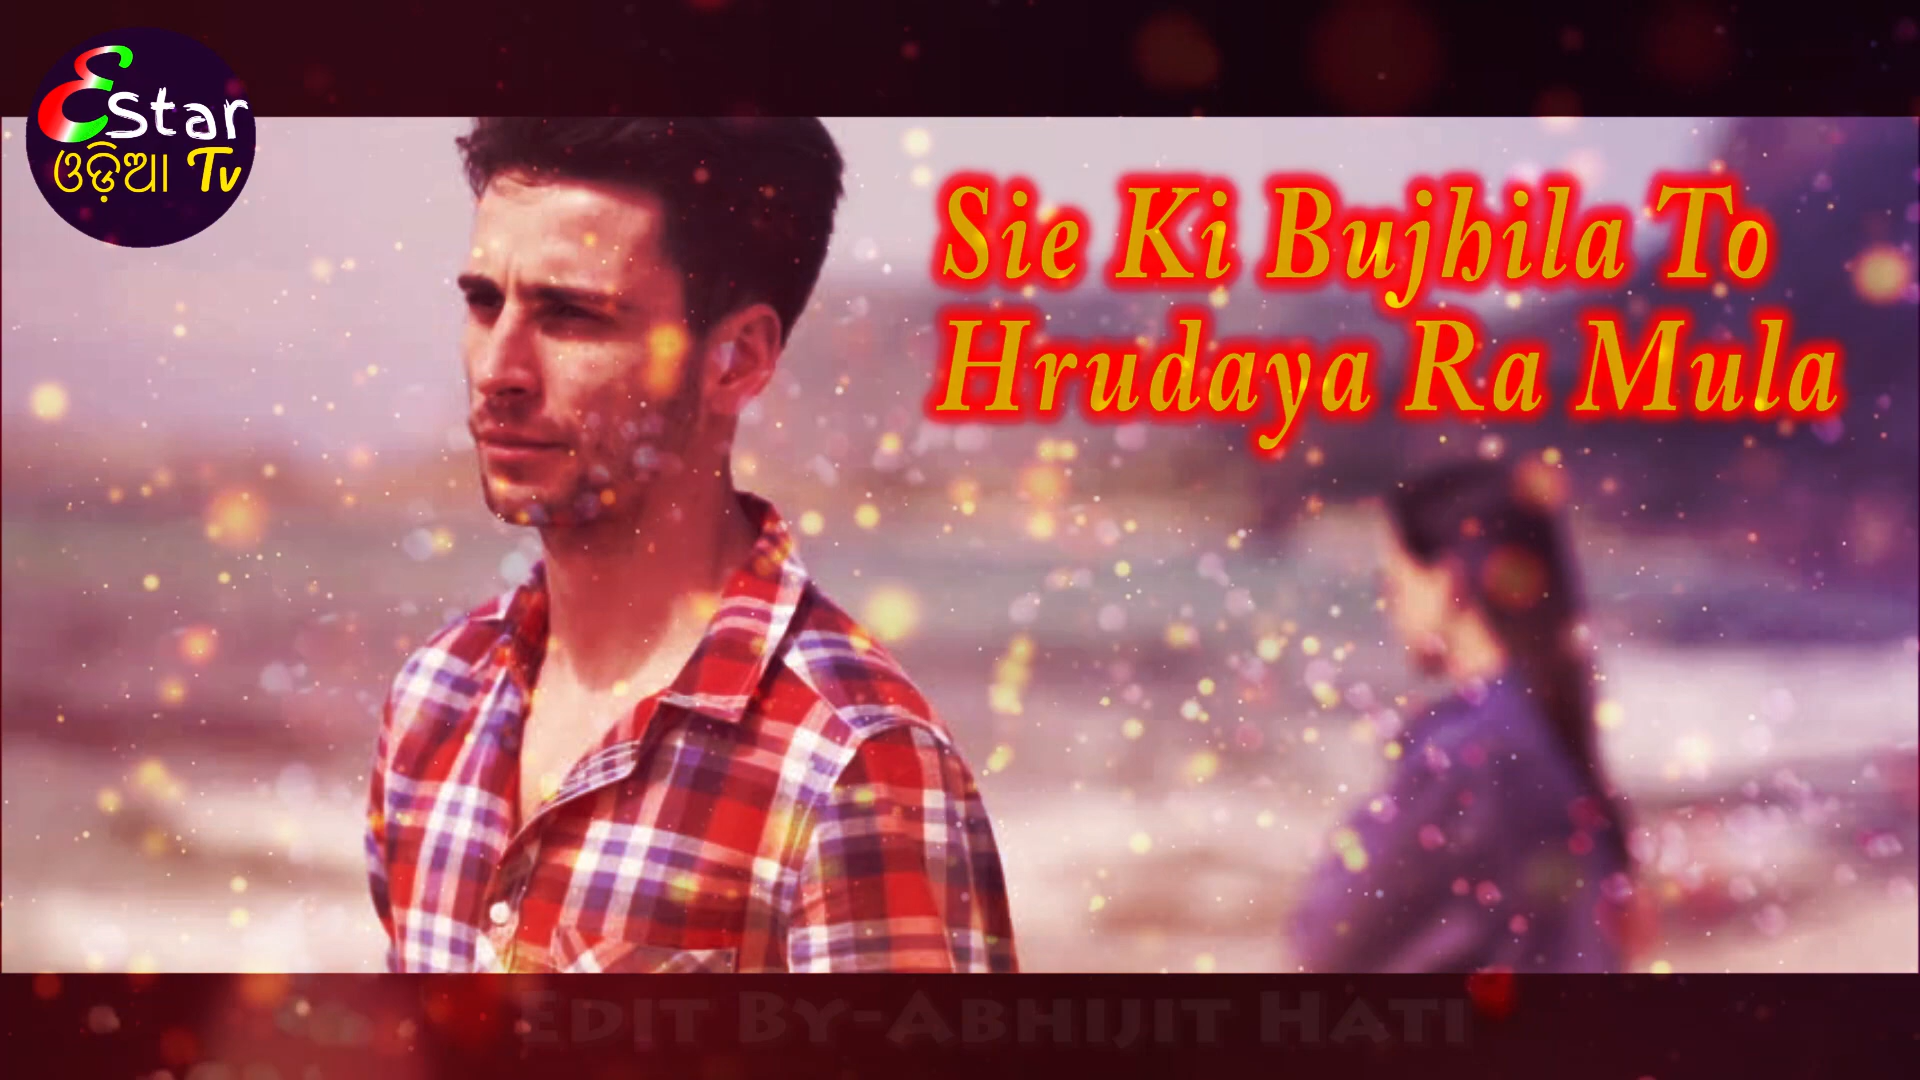 Estar
ଓଡ଼ିଆ Tv
Sie Ki Bujhila To
Hrudaya Ra Mula
Edit By-Abhijit Hati